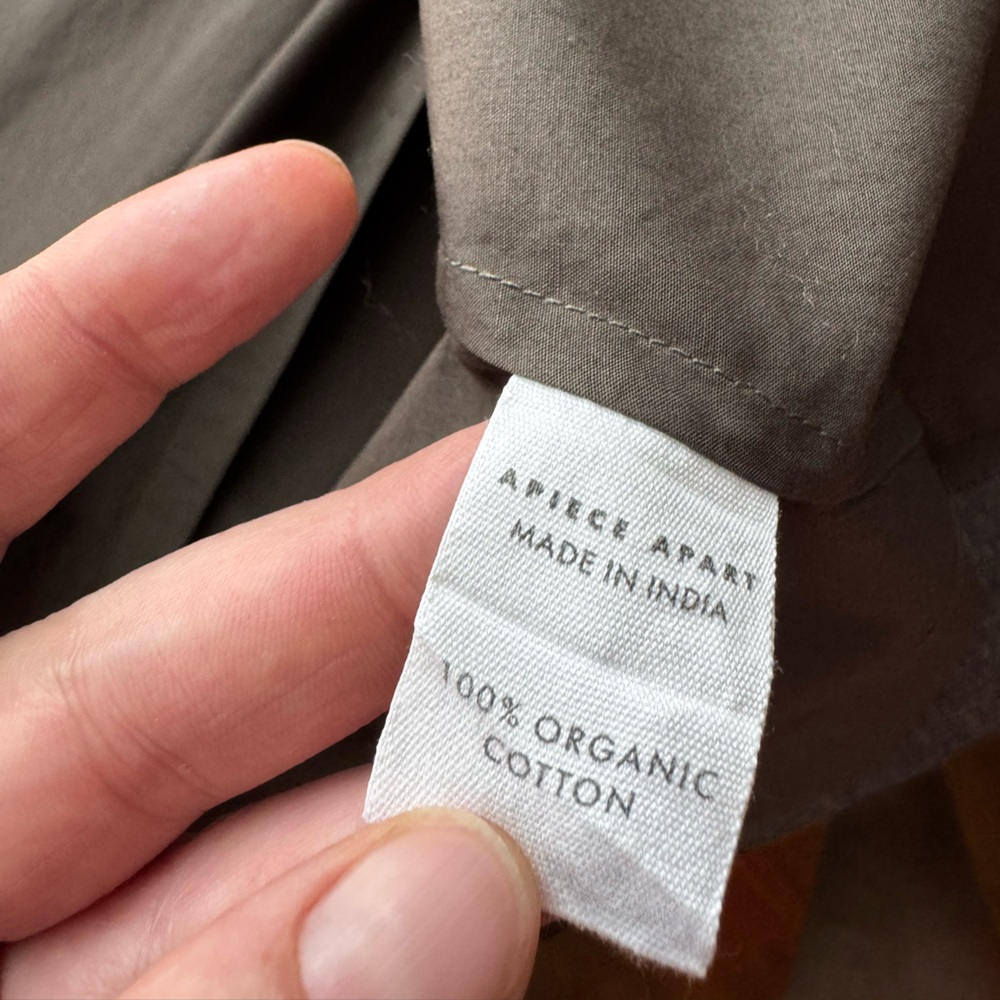 APIECE APART
MADE IN INDIA
100% ORGANIC
COTTON